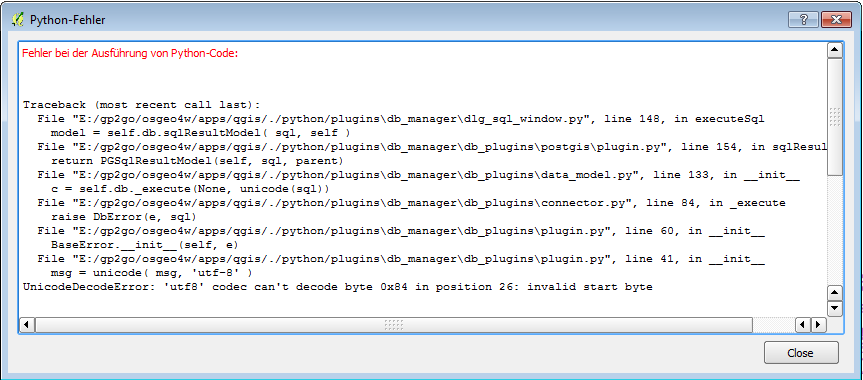 Python-Fehler
Fehler bei der Ausführung von Python-Code:
Traceback (most recent call last):
File "E:/gp2go/osgeo4w/apps/qgis/./python/plugins\db_manager\dlg_sql_window.py", line 148, in executeSql
model = self.db.sqlResultModel( sql, self )
File "E:/gp2go/osgeo4w/apps/qgis/./python/plugins\db_manager\db_plugins\postgis\plugin.py", line 154, in sqlResul
return PGSqlResultModel(self, sql, parent)
File "E:/gp2go/osgeo4w/apps/qgis/./python/plugins\db_manager\db_plugins\data_model.py", line 133, in __init__
c = self.db._execute(None, unicode(sql))
File "E:/gp2go/osgeo4w/apps/qgis/./python/plugins\db_manager\db_plugins\connector.py", line 84, in _execute
raise DbError(e, sql)
File "E:/gp2go/osgeo4w/apps/qgis/./python/plugins\db_manager\db_plugins\plugin.py", line 60, in __init__
BaseError.__init__(self, e)
File "E:/gp2go/osgeo4w/apps/qgis/./python/plugins\db_manager\db_plugins\plugin.py", line 41, in __init__
msg = unicode( msg, 'utf-8' )
UnicodeDecodeError: 'utf8' codec can't decode byte 0x84 in position 26: invalid start byte
Close